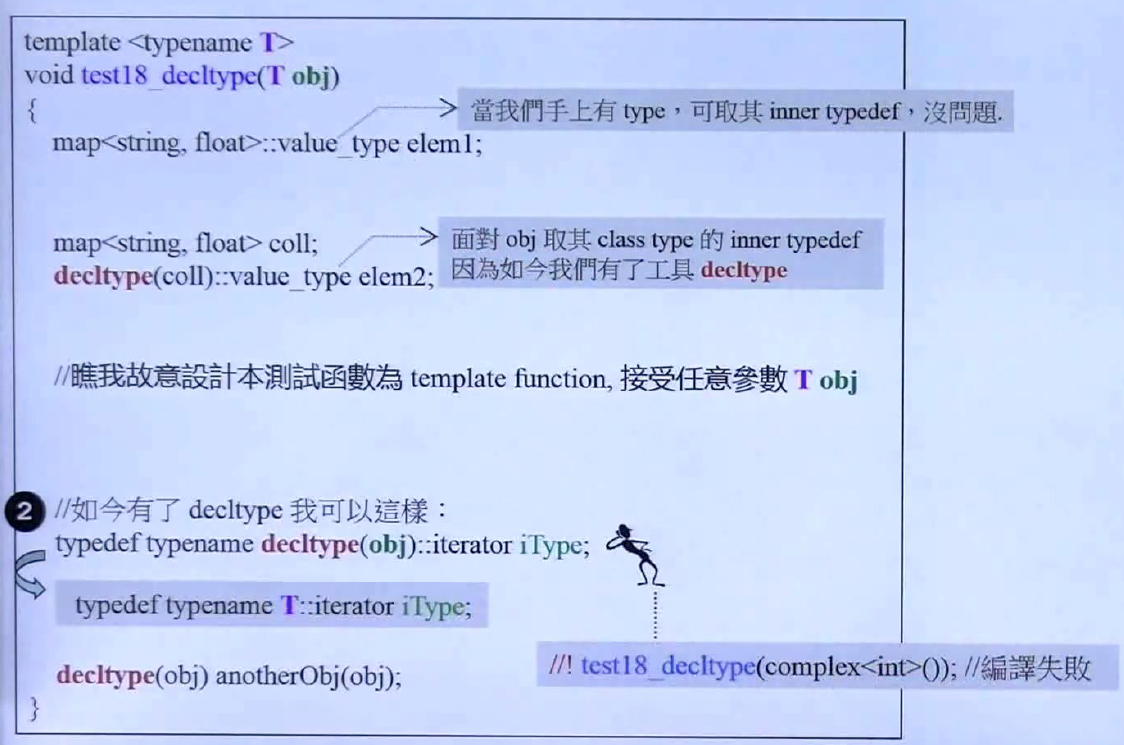 template <typename T>
void test18_decltype(T obj)
{
當我們手上有 type，可取其 inner typedef，沒問題.
map<string, float>::value_type elem1;
map<string, float> coll;
decltype(coll)::value_type elem2;
面對 obj 取其 class type 的 inner typedef
因為如今我們有了工具 decltype
//瞧我故意設計本測試函數為 template function, 接受任意參數 T obj
2 //如今有了 decltype 我可以這樣：
typedef typename decltype(obj)::iterator iType;
typedef typename T::iterator iType;
//! test18_decltype(complex<int>()); //編譯失敗
decltype(obj) anotherObj(obj);
}